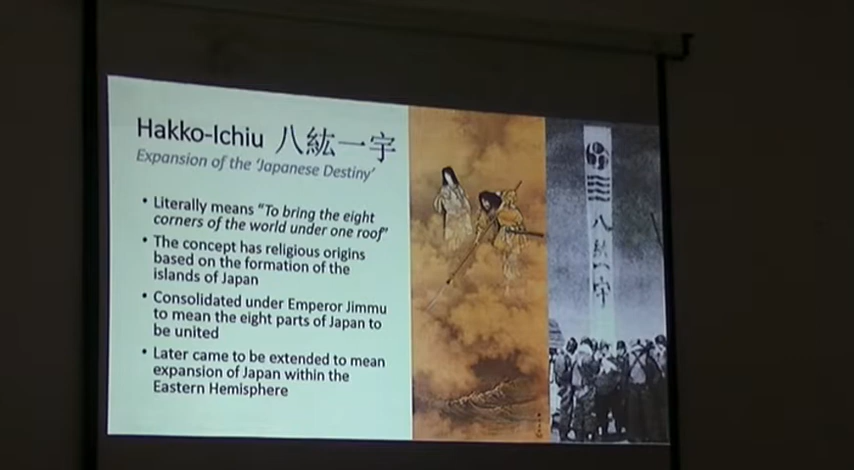 Hakko-Ichiu 八紘一宇
Expansion of the 'Japanese Destiny'
• Literally means "To bring the eight
corners of the world under one roof"
• The concept has religious origins
based on the formation of the
islands of Japan
• Consolidated under Emperor Jimmu
to mean the eight parts of Japan to
be united
• Later came to be extended to mean
expansion of Japan within the
Eastern Hemisphere
八紘一宇